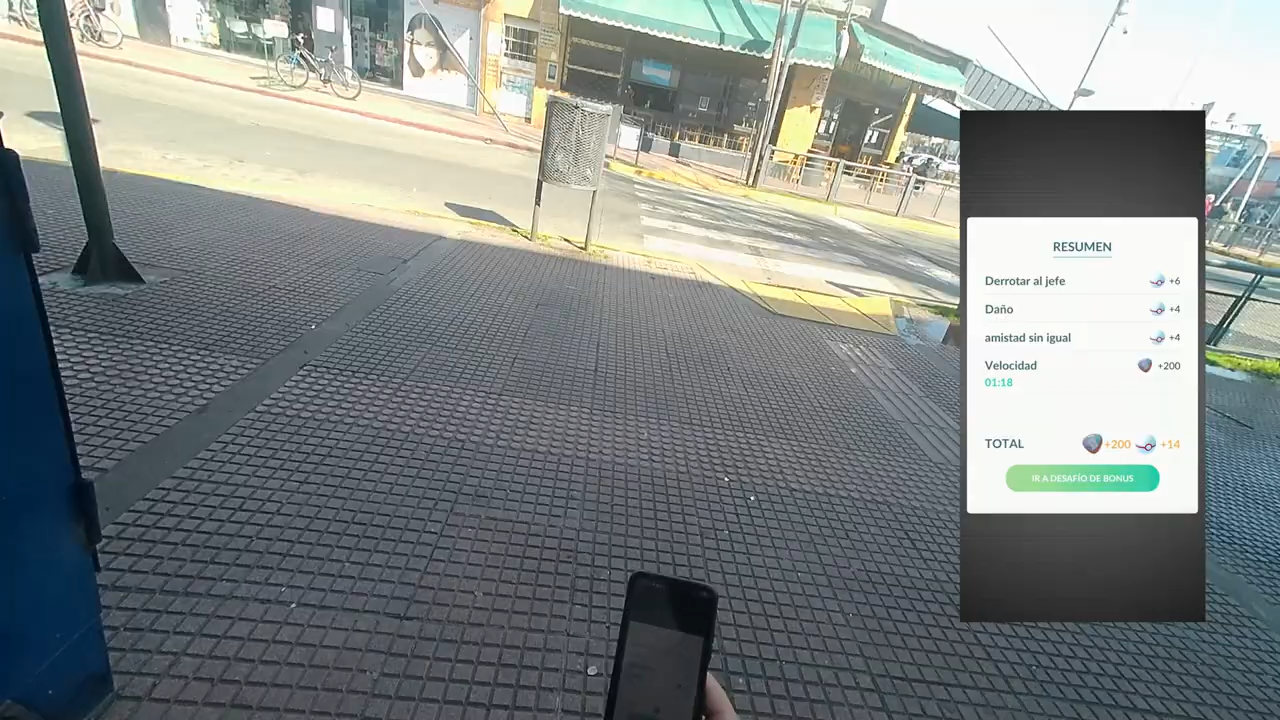 RESUMEN
Derrotar al jefe +6
Daño +4
amistad sin igual +4
Velocidad +200
01:18
TOTAL +200 +14
IR A DESAFÍO DE BONUS